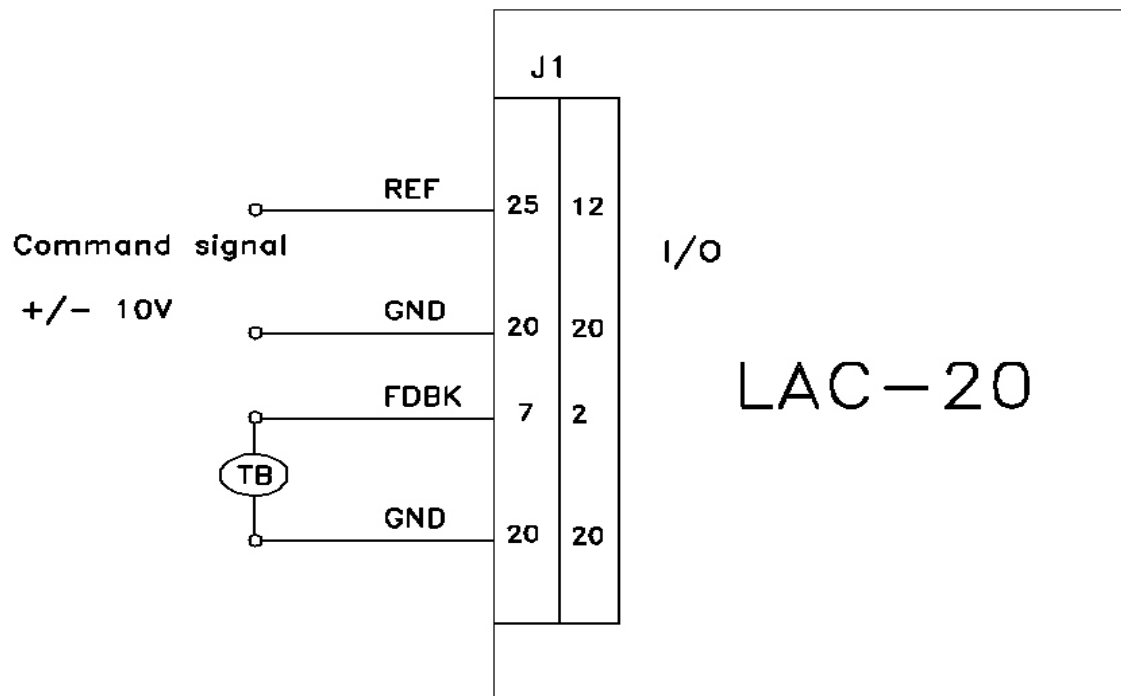 J1
REF 25 12
Command signal I/O
+/- 10V GND 20 20
FDBK 7 2 LAC-20
TB
GND 20 20